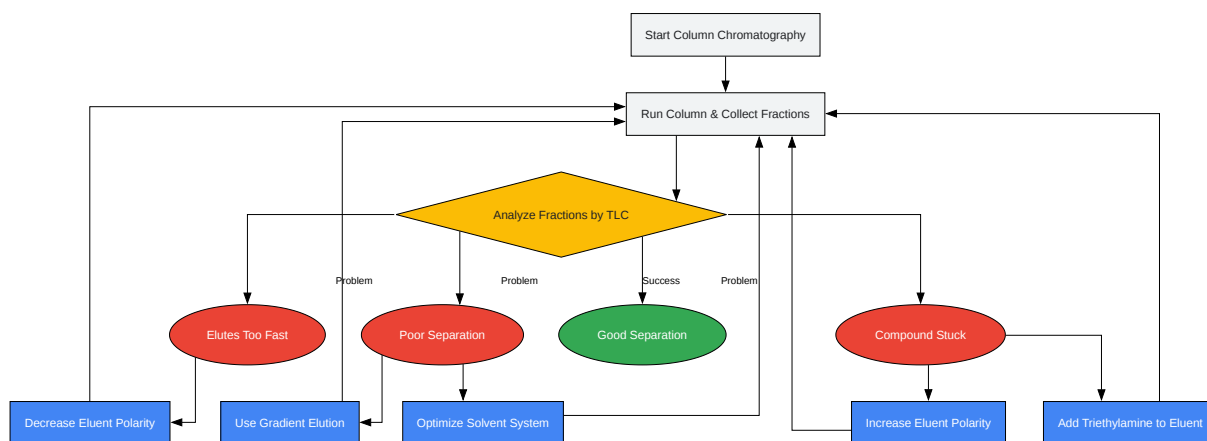 Start Column Chromatography
Run Column & Collect Fractions
Analyze Fractions by TLC
Problem
Problem
Success
Problem
Elutes Too Fast
Poor Separation
Good Separation
Compound Stuck
Decrease Eluent Polarity
Use Gradient Elution
Optimize Solvent System
Increase Eluent Polarity
Add Triethylamine to Eluent